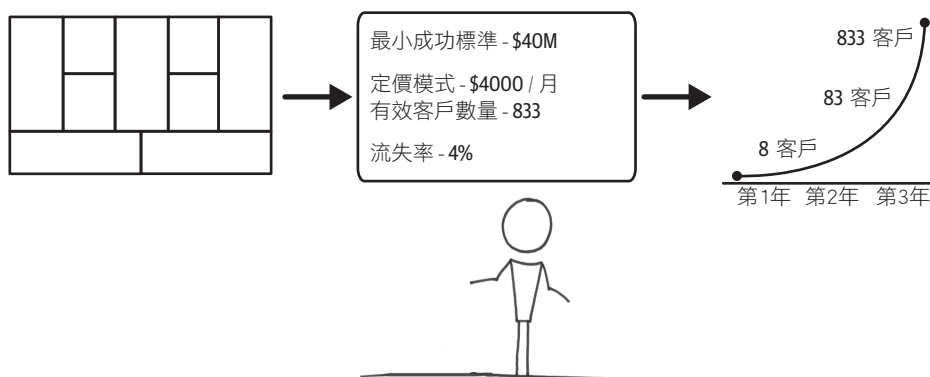 最小成功標準 - $40M
定價模式 - $4000 / 月
有效客戶數量 - 833
流失率 - 4%
833 客戶
83 客戶
8 客戶
第1年 第2年 第3年